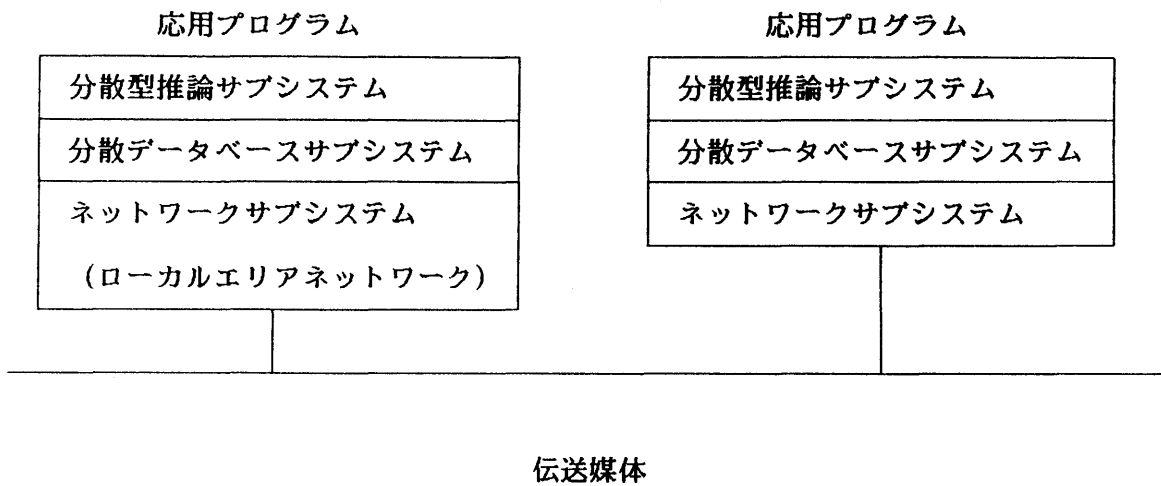 応用プログラム
分散型推論サブシステム
分散データベースサブシステム
ネットワークサブシステム
（ローカルエリアネットワーク）
応用プログラム
分散型推論サブシステム
分散データベースサブシステム
ネットワークサブシステム
伝送媒体